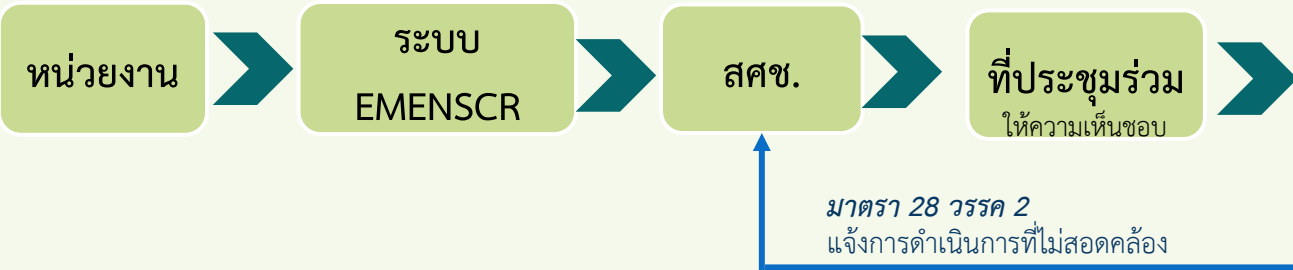 หน่วยงาน
ระบบ
EMENSCR
สศช.
ที่ประชุมร่วม
ให้ความเห็นชอบ
มาตรา 28 วรรค 2
แจ้งการดำเนินการที่ไม่สอดคล้อง